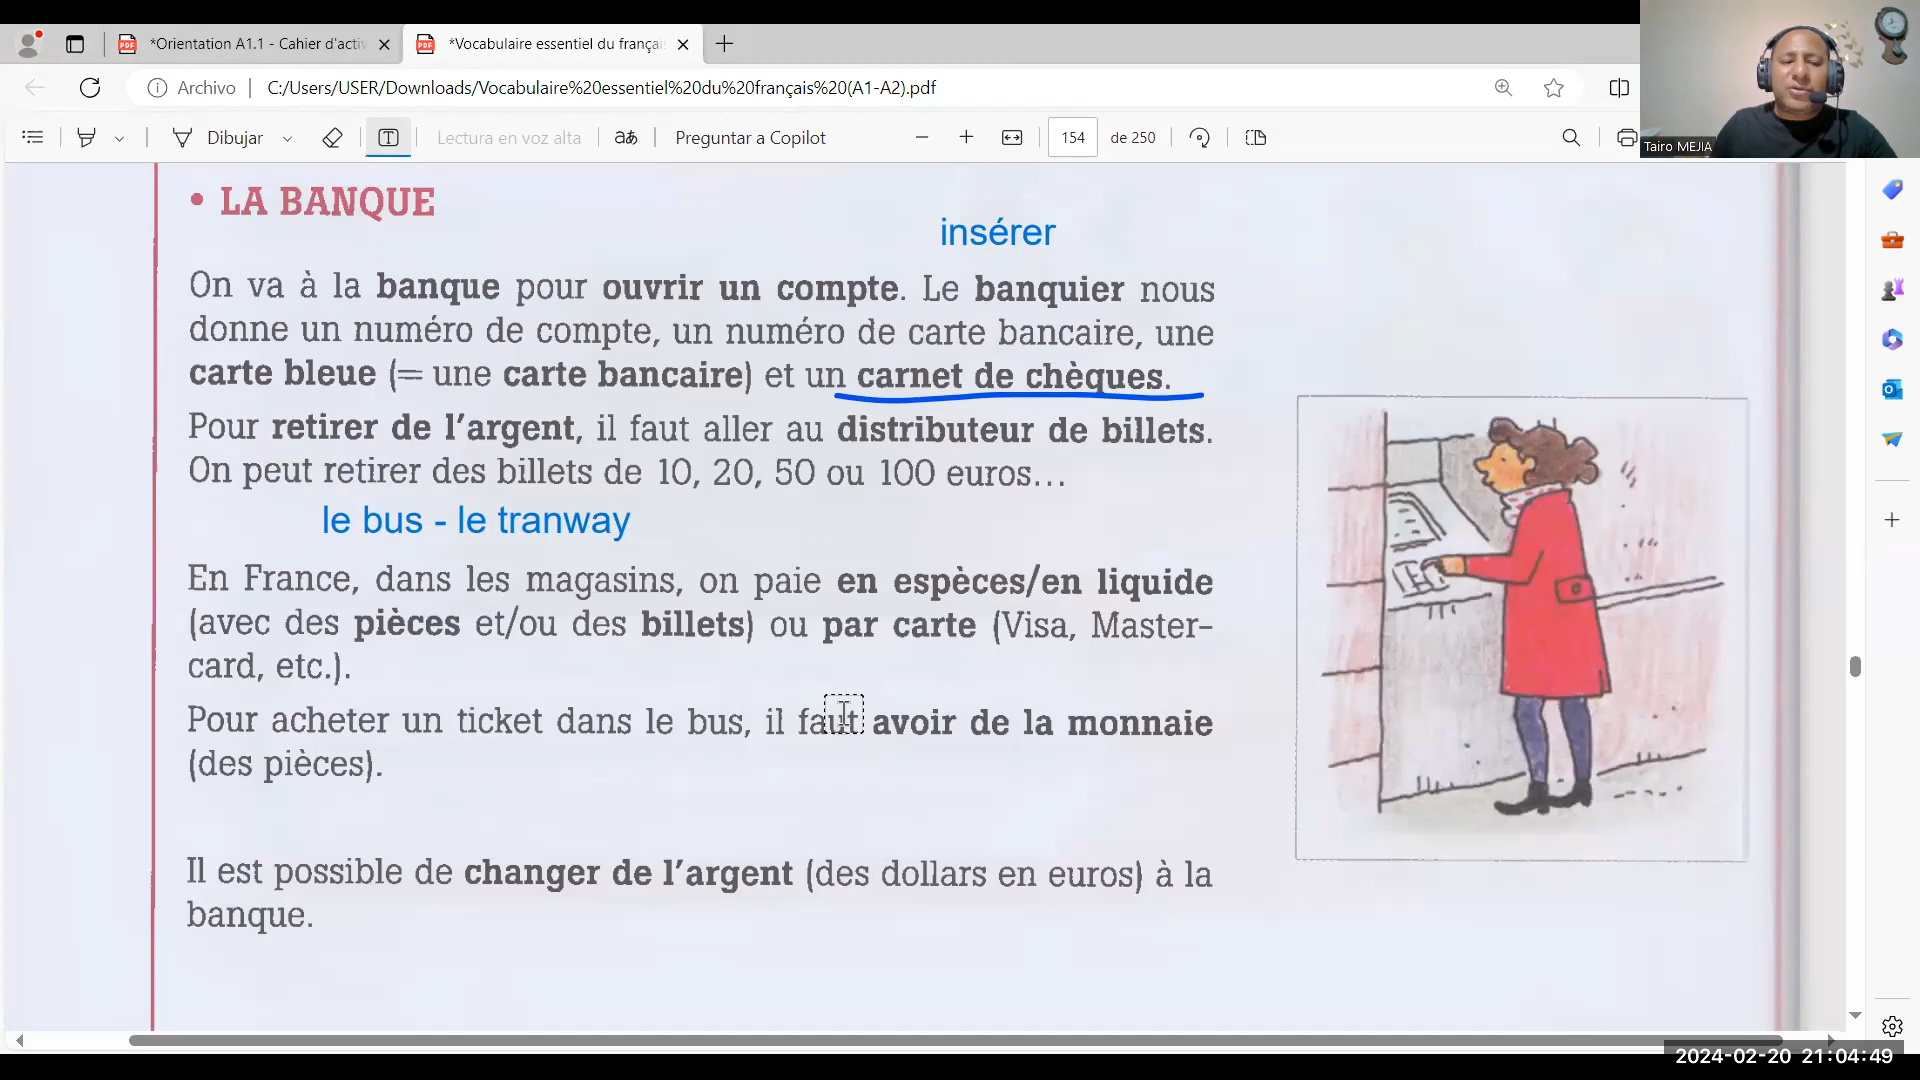 *Orientation A1.1 - Cahier d'activ
*Vocabulaire essentiel du françai
Archivo
C:/Users/USER/Downloads/Vocabulaire%20essentiel%20du%20français%20(A1-A2).pdf
Dibujar
Lectura en voz alta
aあ
Preguntar a Copilot
154
de 250
Tairo MEJIA
• LA BANQUE
insérer
On va à la banque pour ouvrir un compte. Le banquier nous
donne un numéro de compte, un numéro de carte bancaire, une
carte bleue (= une carte bancaire) et un carnet de chèques.
Pour retirer de l'argent, il faut aller au distributeur de billets.
On peut retirer des billets de 10, 20, 50 ou 100 euros…
le bus - le tranway
En France, dans les magasins, on paie en espèces/en liquide
(avec des pièces et/ou des billets) ou par carte (Visa, Master-
card, etc.).
Pour acheter un ticket dans le bus, il faut avoir de la monnaie
(des pièces).
Il est possible de changer de l'argent (des dollars en euros) à la
banque.
2024-02-20 21:04:49